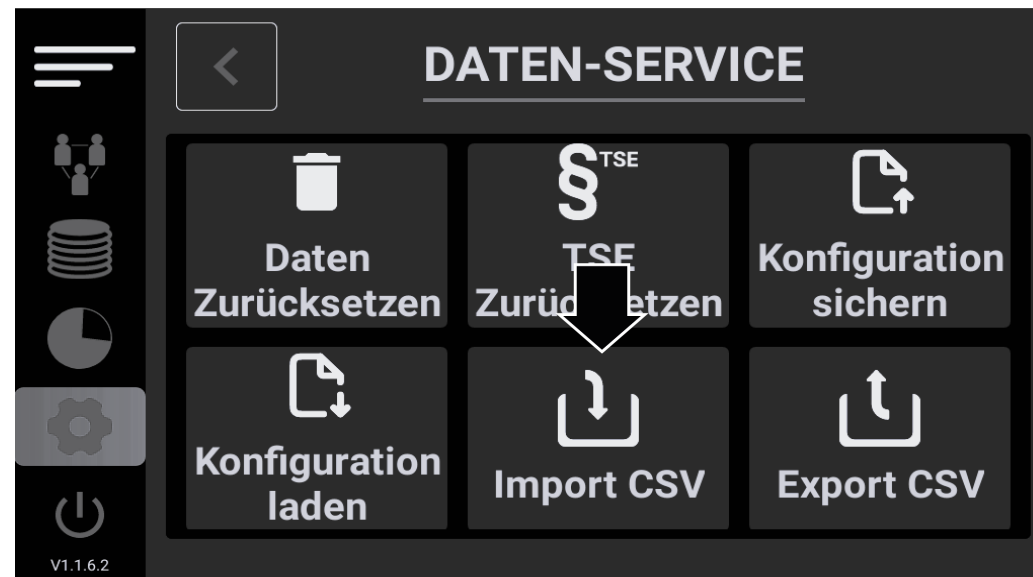 DATEN-SERVICE
Daten
Zurücksetzen
§TSE
TSE
Konfiguration
sichern
Konfiguration
laden
Import CSV
Export CSV
V1.1.6.2